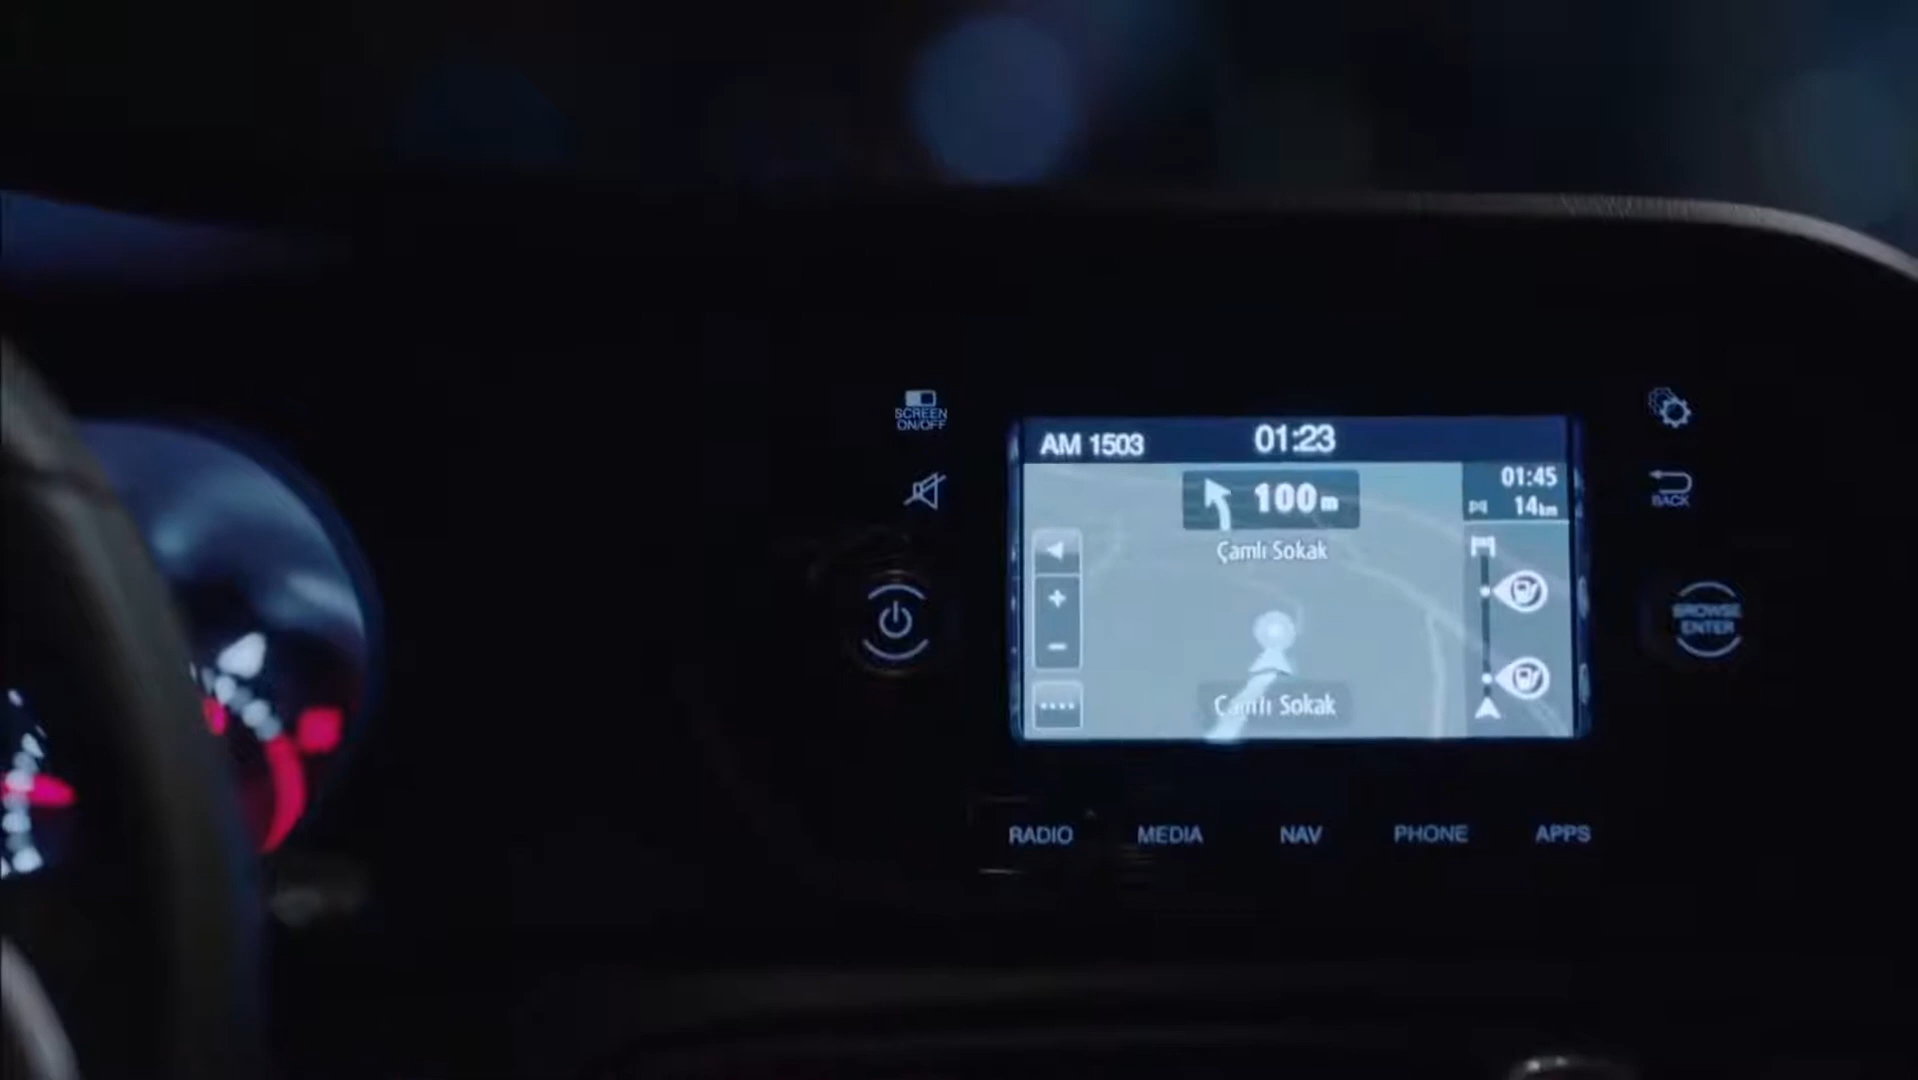 SCREEN
ON/OFF
AM 1503
01:23
01:45
14km
100m
BACK
Çamlı Sokak
BROWSE
ENTER
Çamlı Sokak
RADIO
MEDIA
NAV
PHONE
APPS